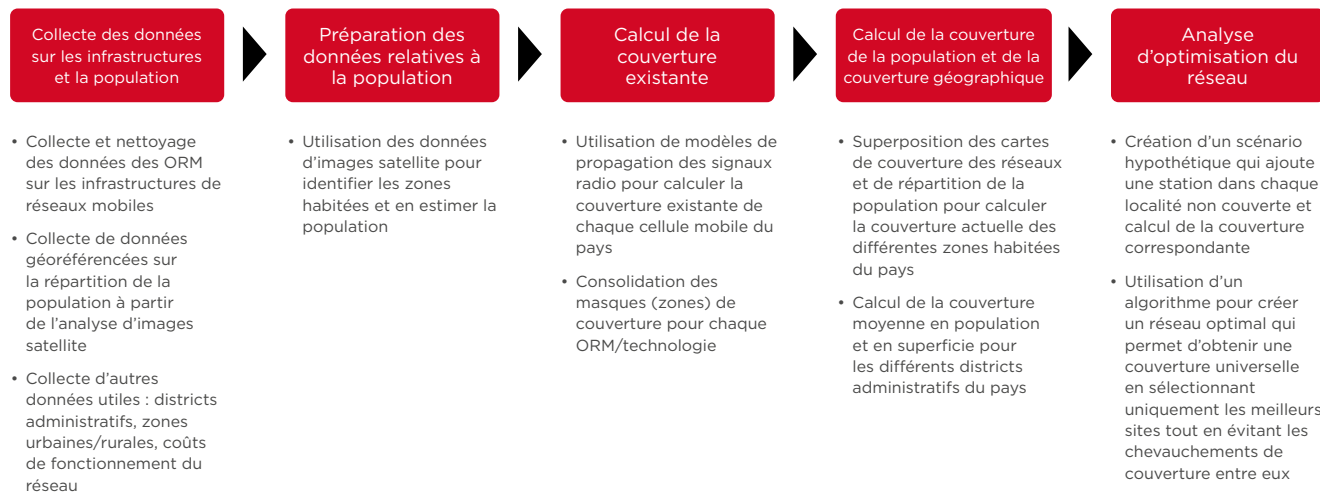 Collecte des données
sur les infrastructures
et la population
Préparation des
données relatives à
la population
Calcul de la
couverture
existante
Calcul de la couverture
de la population et de la
couverture géographique
Analyse
d'optimisation du
réseau
• Collecte et nettoyage
des données des ORM
sur les infrastructures de
réseaux mobiles
• Collecte de données
géoréférencées sur
la répartition de la
population à partir
de l'analyse d'images
satellite
• Collecte d'autres
données utiles : districts
administratifs, zones
urbaines/rurales, coûts
de fonctionnement du
réseau
• Utilisation des données
d'images satellite pour
identifier les zones
habitées et en estimer la
population
• Utilisation de modèles de
propagation des signaux
radio pour calculer la
couverture existante de
chaque cellule mobile du
pays
• Consolidation des
masques (zones) de
couverture pour chaque
ORM/technologie
• Superposition des cartes
de couverture des réseaux
et de répartition de la
population pour calculer
la couverture actuelle des
différentes zones habitées
du pays
• Calcul de la couverture
moyenne en population
et en superficie pour
les différents districts
administratifs du pays
• Création d'un scénario
hypothétique qui ajoute
une station dans chaque
localité non couverte et
calcul de la couverture
correspondante
• Utilisation d'un
algorithme pour créer
un réseau optimal qui
permet d'obtenir une
couverture universelle
en sélectionnant
uniquement les meilleurs
sites tout en évitant les
chevauchements de
couverture entre eux